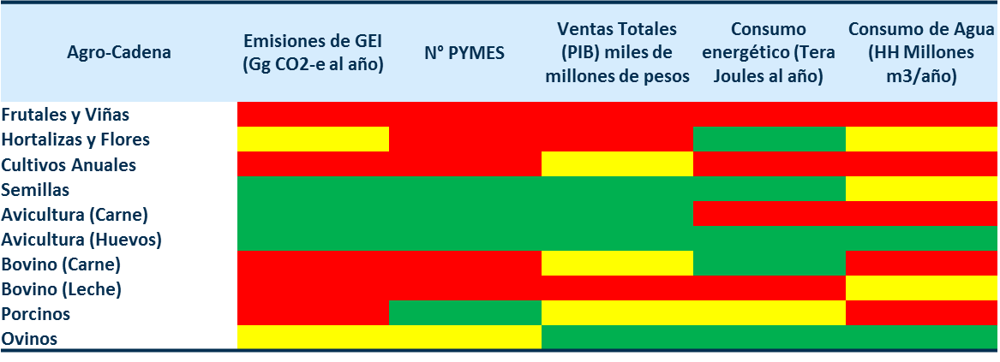 Agro-Cadena
Emisiones de GEI
(Gg CO2-e al año)
N° PYMES
Ventas Totales
(PIB) miles de
millones de pesos
Consumo
energético (Tera
Joules al año)
Consumo de Agua
(HH Millones
m3/año)
Frutales y Viñas
Hortalizas y Flores
Cultivos Anuales
Semillas
Avicultura (Carne)
Avicultura (Huevos)
Bovino (Carne)
Bovino (Leche)
Porcinos
Ovinos